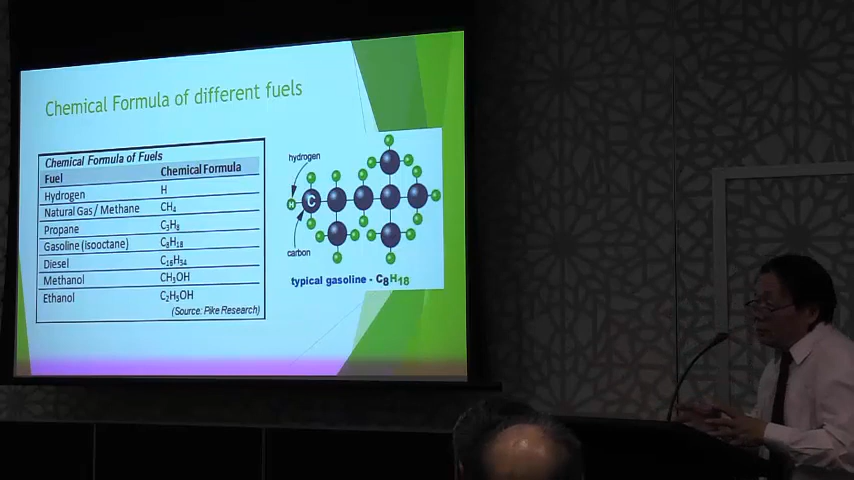 Chemical Formula of different fuels
Chemical Formula of Fuels
Fuel Chemical Formula
Hydrogen H
Natural Gas / Methane CH₄
Propane C₃H₈
Gasoline (isooctane) C₈H₁₈
Diesel C₁₆H₃₄
Methanol CH₃OH
Ethanol C₂H₅OH
(Source: Pike Research)
hydrogen
H
C
carbon
typical gasoline - C₈H₁₈